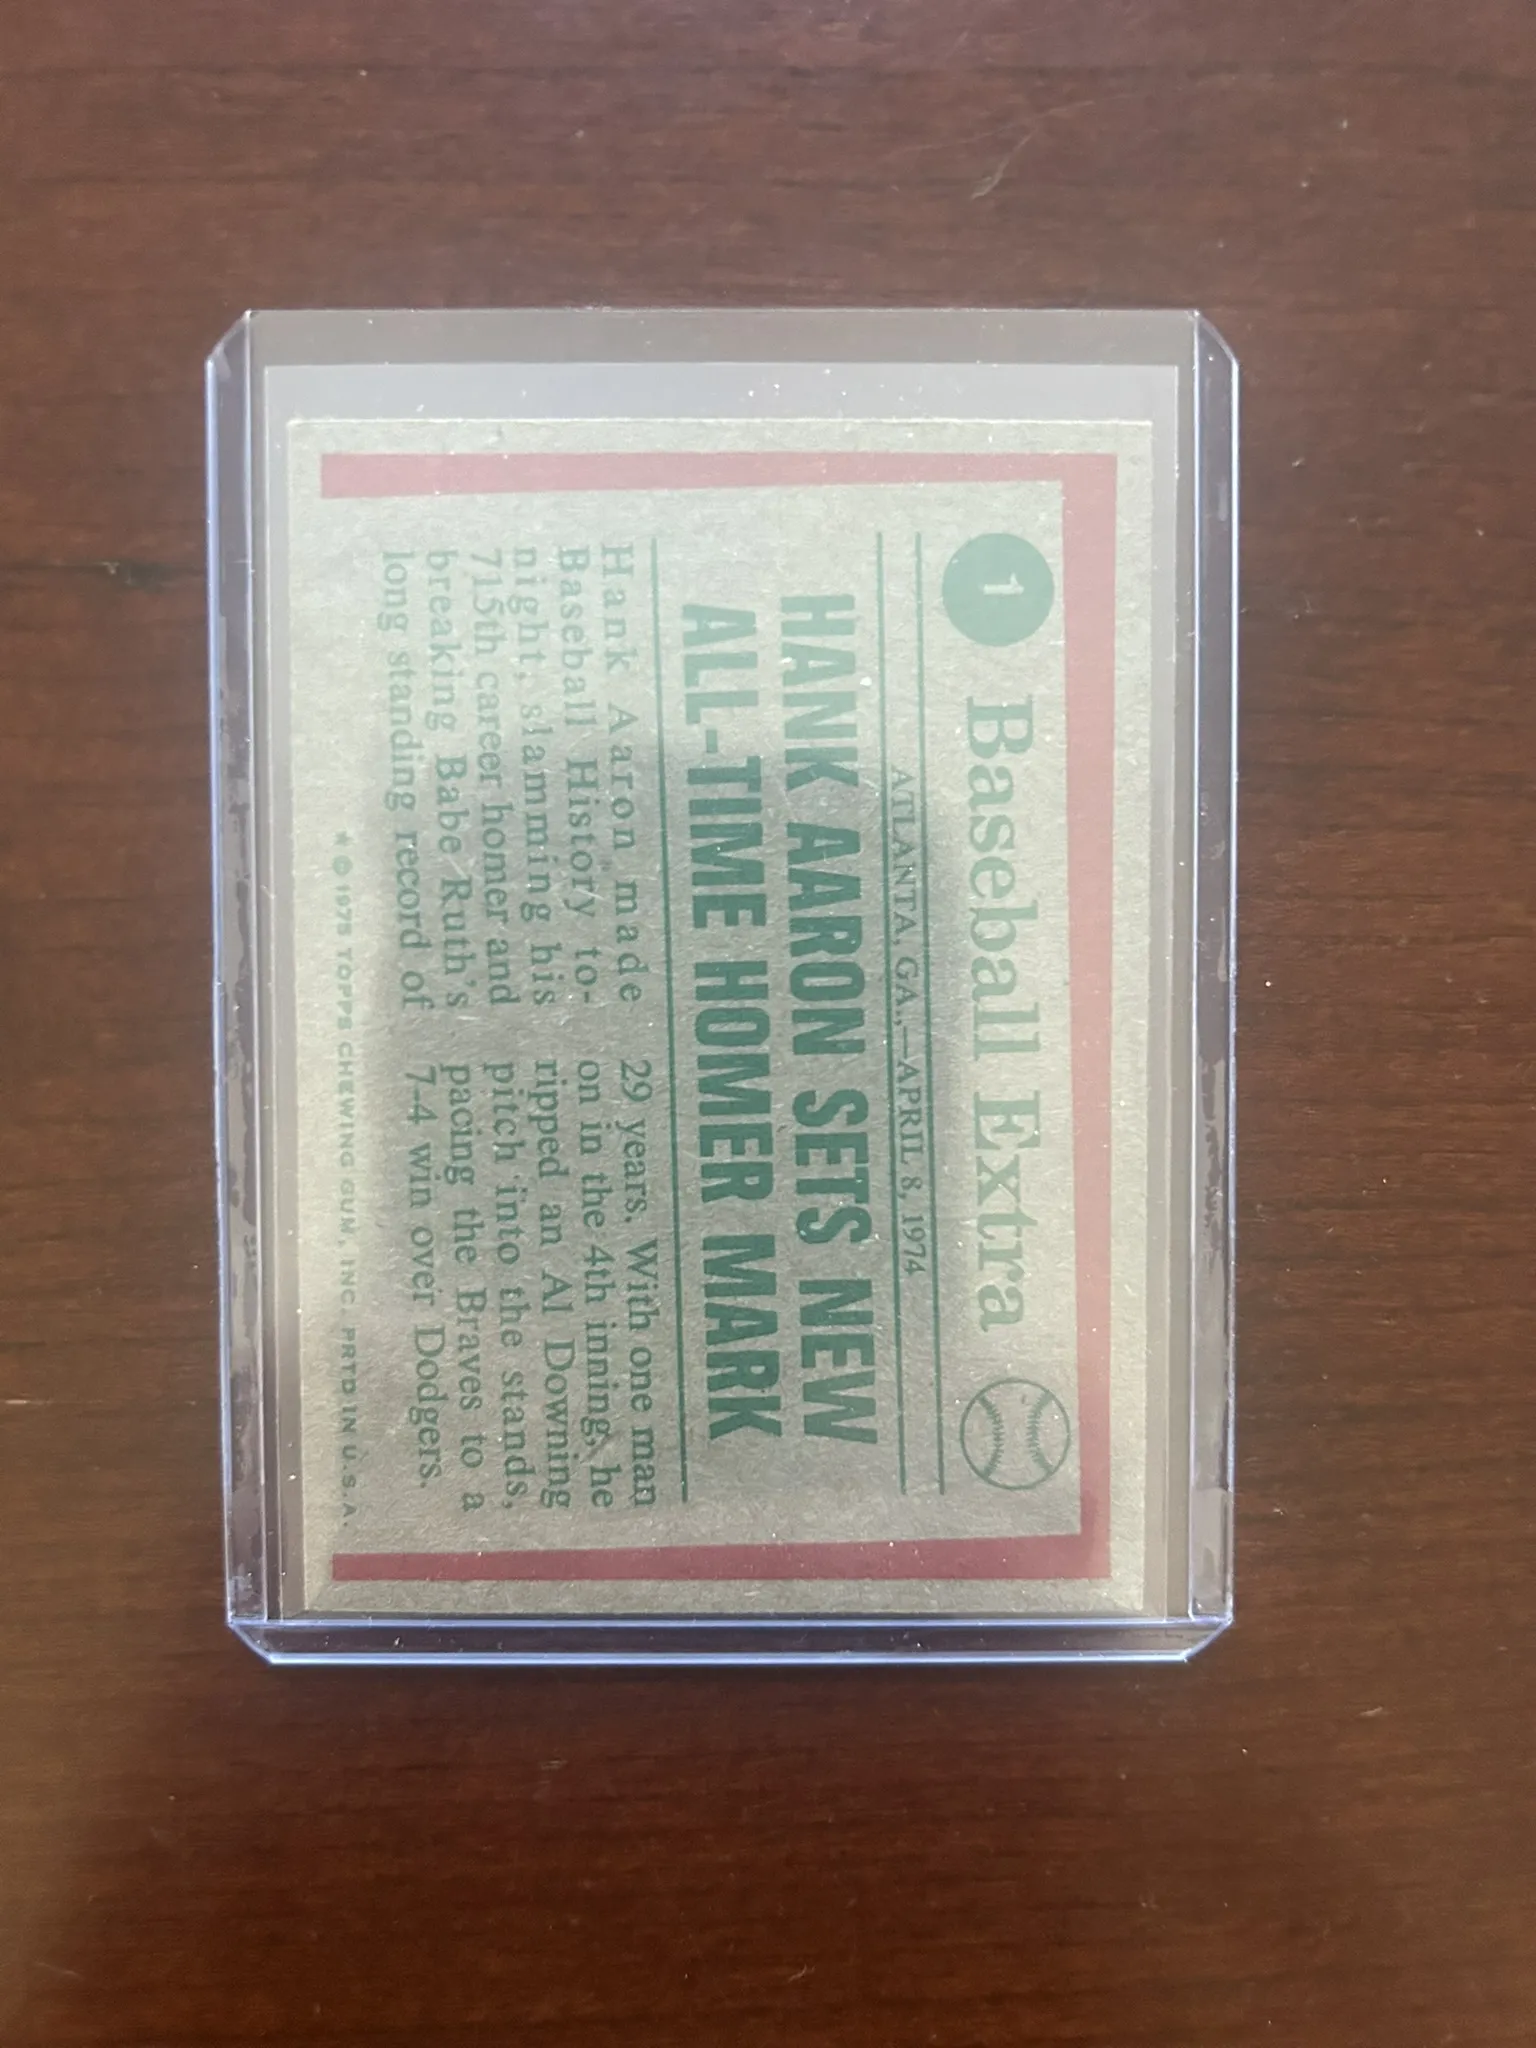 1
Baseball Extra
ATLANTA, GA.,—APRIL 8, 1974
HANK AARON SETS NEW
ALL-TIME HOMER MARK
Hank Aaron made
Baseball History to-
night, slamming his
715th career homer and
breaking Babe Ruth's
long standing record of
29 years. With one man
on in the 4th inning, he
ripped an Al Downing
pitch into the stands,
pacing the Braves to a
7-4 win over Dodgers.
★ © 1975 TOPPS CHEWING GUM, INC. PRTD IN U.S.A.